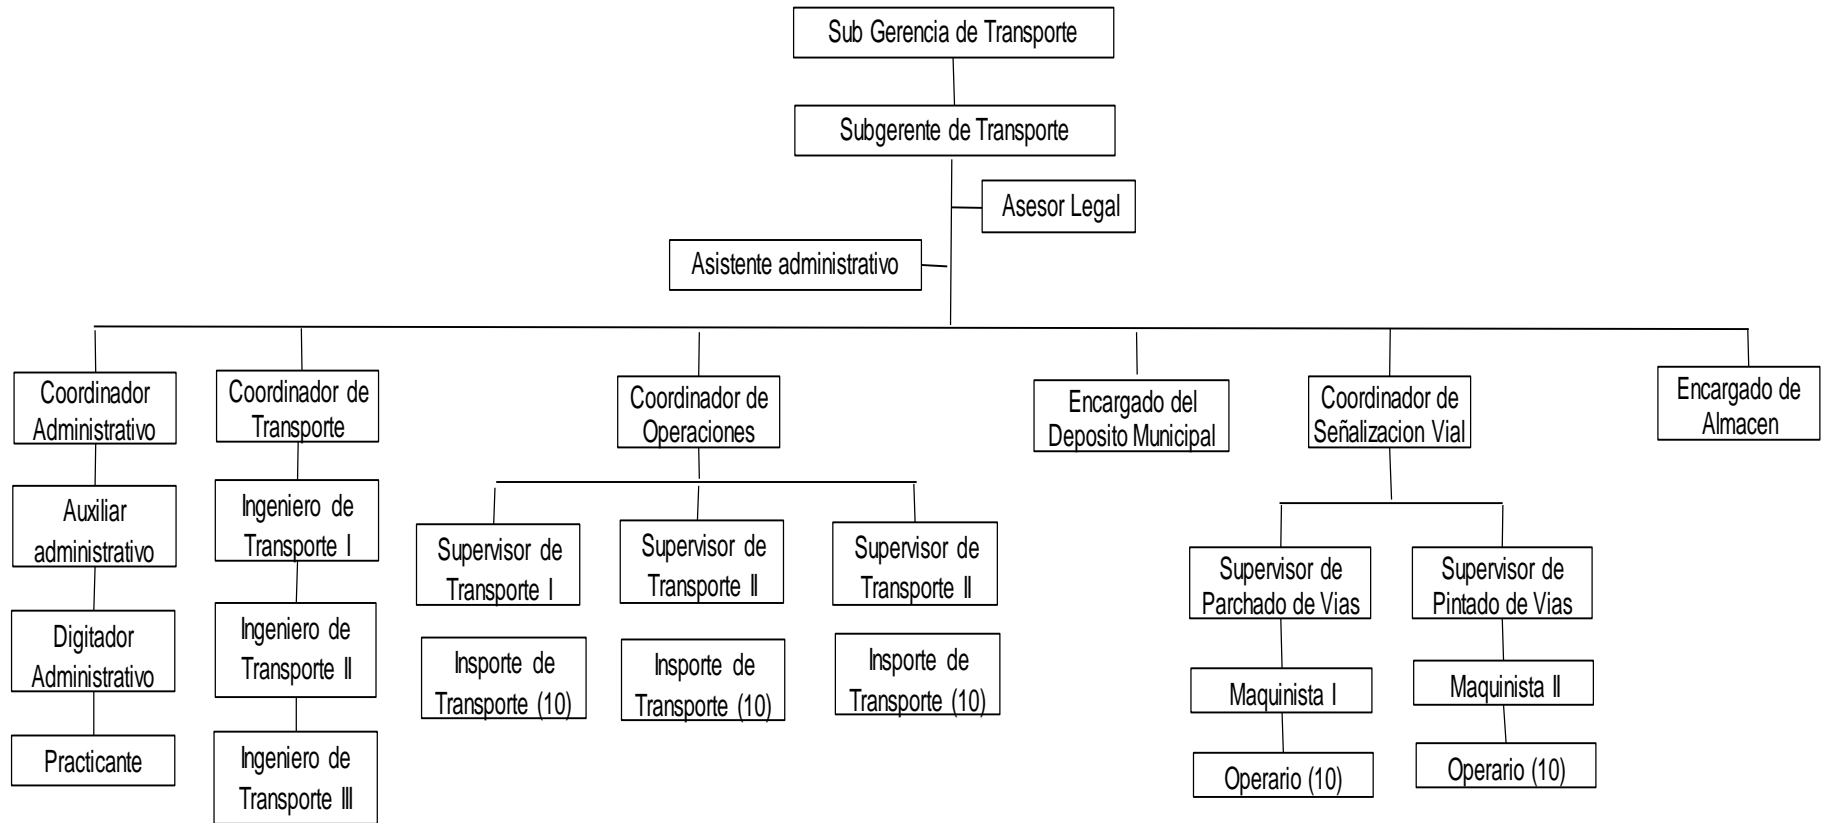 Sub Gerencia de Transporte
Subgerente de Transporte
Asesor Legal
Asistente administrativo
Coordinador
Administrativo
Coordinador de
Transporte
Coordinador de
Operaciones
Encargado del
Deposito Municipal
Coordinador de
Señalizacion Vial
Encargado de
Almacen
Auxiliar
administrativo
Ingeniero de
Transporte I
Supervisor de
Transporte I
Supervisor de
Transporte II
Supervisor de
Transporte II
Supervisor de
Parchado de Vias
Supervisor de
Pintado de Vias
Digitador
Administrativo
Ingeniero de
Transporte II
Insporte de
Transporte (10)
Insporte de
Transporte (10)
Insporte de
Transporte (10)
Maquinista I
Maquinista II
Practicante
Ingeniero de
Transporte III
Operario (10)
Operario (10)